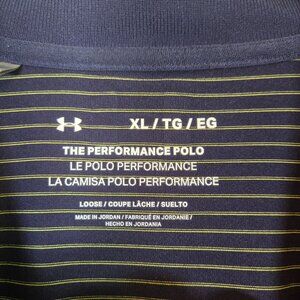 XL / TG / EG
THE PERFORMANCE POLO
LE POLO PERFORMANCE
LA CAMISA POLO PERFORMANCE
LOOSE / COUPE LÂCHE / SUELTO
MADE IN JORDAN / FABRIQUÉ EN JORDANIE /
HECHO EN JORDANIA